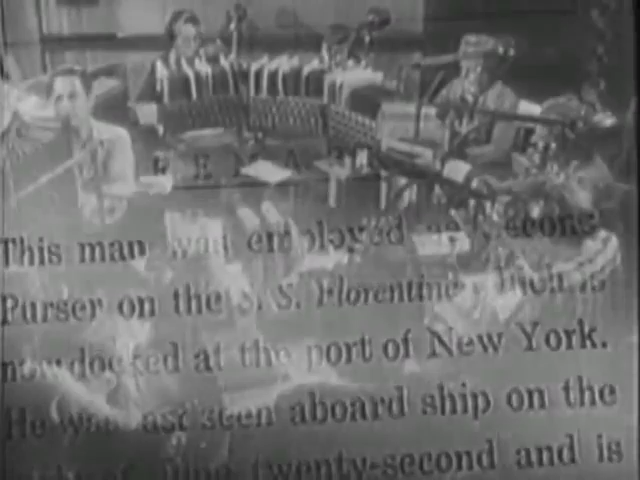 This man was employed as Second
Purser on the S. S. Florentine which is
now docked at the port of New York.
He was last seen aboard ship on the
twenty-second and is